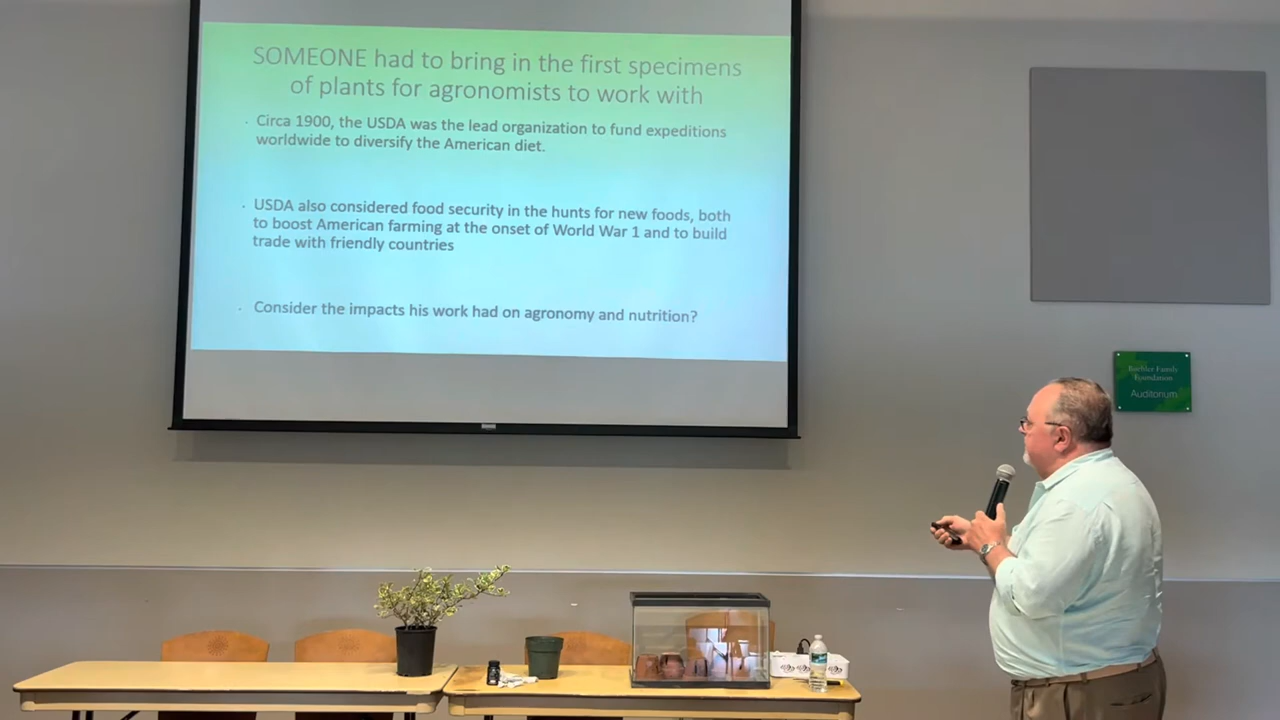 SOMEONE had to bring in the first specimens
of plants for agronomists to work with
Circa 1900, the USDA was the lead organization to fund expeditions
worldwide to diversify the American diet.
USDA also considered food security in the hunts for new foods, both
to boost American farming at the onset of World War 1 and to build
trade with friendly countries
Consider the impacts his work had on agronomy and nutrition?
Buehler Family
Foundation
Auditorium